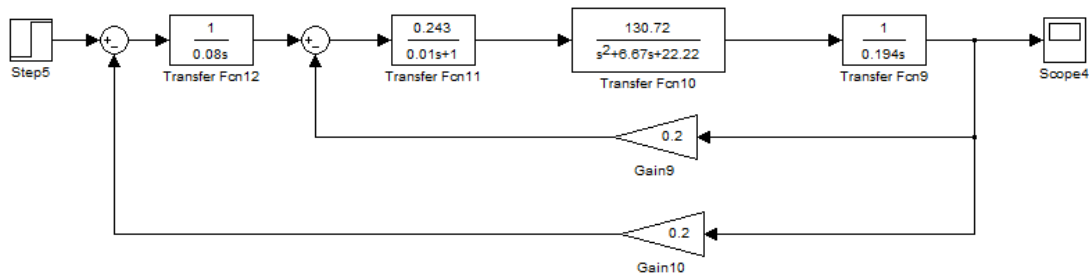 Step5
1
0.08s
Transfer Fcn12
0.243
0.01s+1
Transfer Fcn11
130.72
s²+6.67s+22.22
Transfer Fcn10
1
0.194s
Transfer Fcn9
Scope4
0.2
Gain9
0.2
Gain10